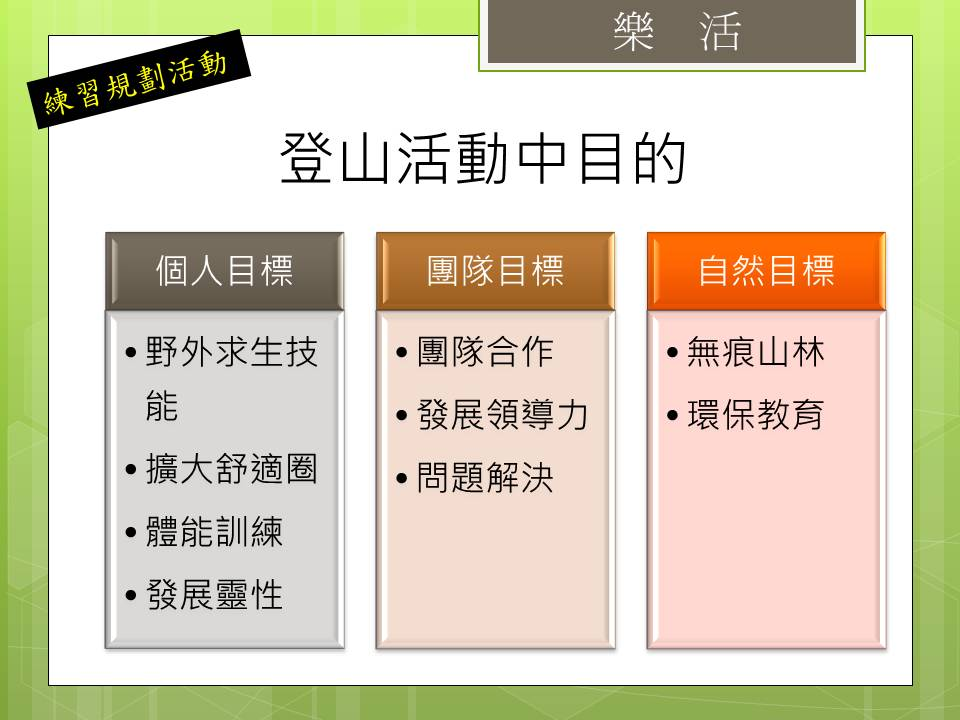 樂 活
練習規劃活動
登山活動中目的
個人目標
• 野外求生技
能
• 擴大舒適圈
• 體能訓練
• 發展靈性
團隊目標
• 團隊合作
• 發展領導力
• 問題解決
自然目標
• 無痕山林
• 環保教育